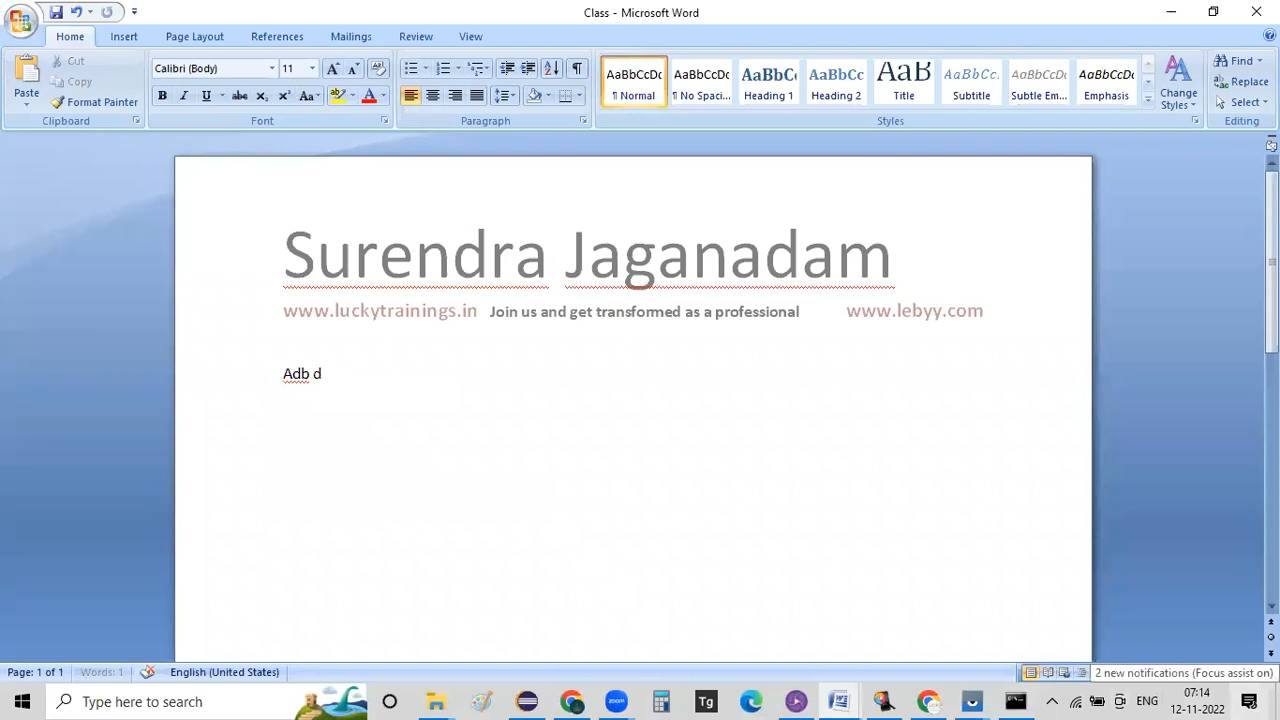 Class - Microsoft Word
Home Insert Page Layout References Mailings Review View
Paste
Cut
Copy
Format Painter
Clipboard
Calibri (Body) 11
Font
Paragraph
AaBbCcDc AaBbCcDc AaBbC AaBbCc AaB AaBbCc. AaBbCcDc AaBbCcDc
¶ Normal ¶ No Spaci... Heading 1 Heading 2 Title Subtitle Subtle Em... Emphasis
Change Styles
Styles
Find
Replace
Select
Editing
Surendra Jaganadam
www.luckytrainings.in Join us and get transformed as a professional www.lebyy.com
Adb d
Page: 1 of 1 Words: 1 English (United States)
2 new notifications (Focus assist on)
Type here to search
zoom
Tg
ENG
07:14
12-11-2022